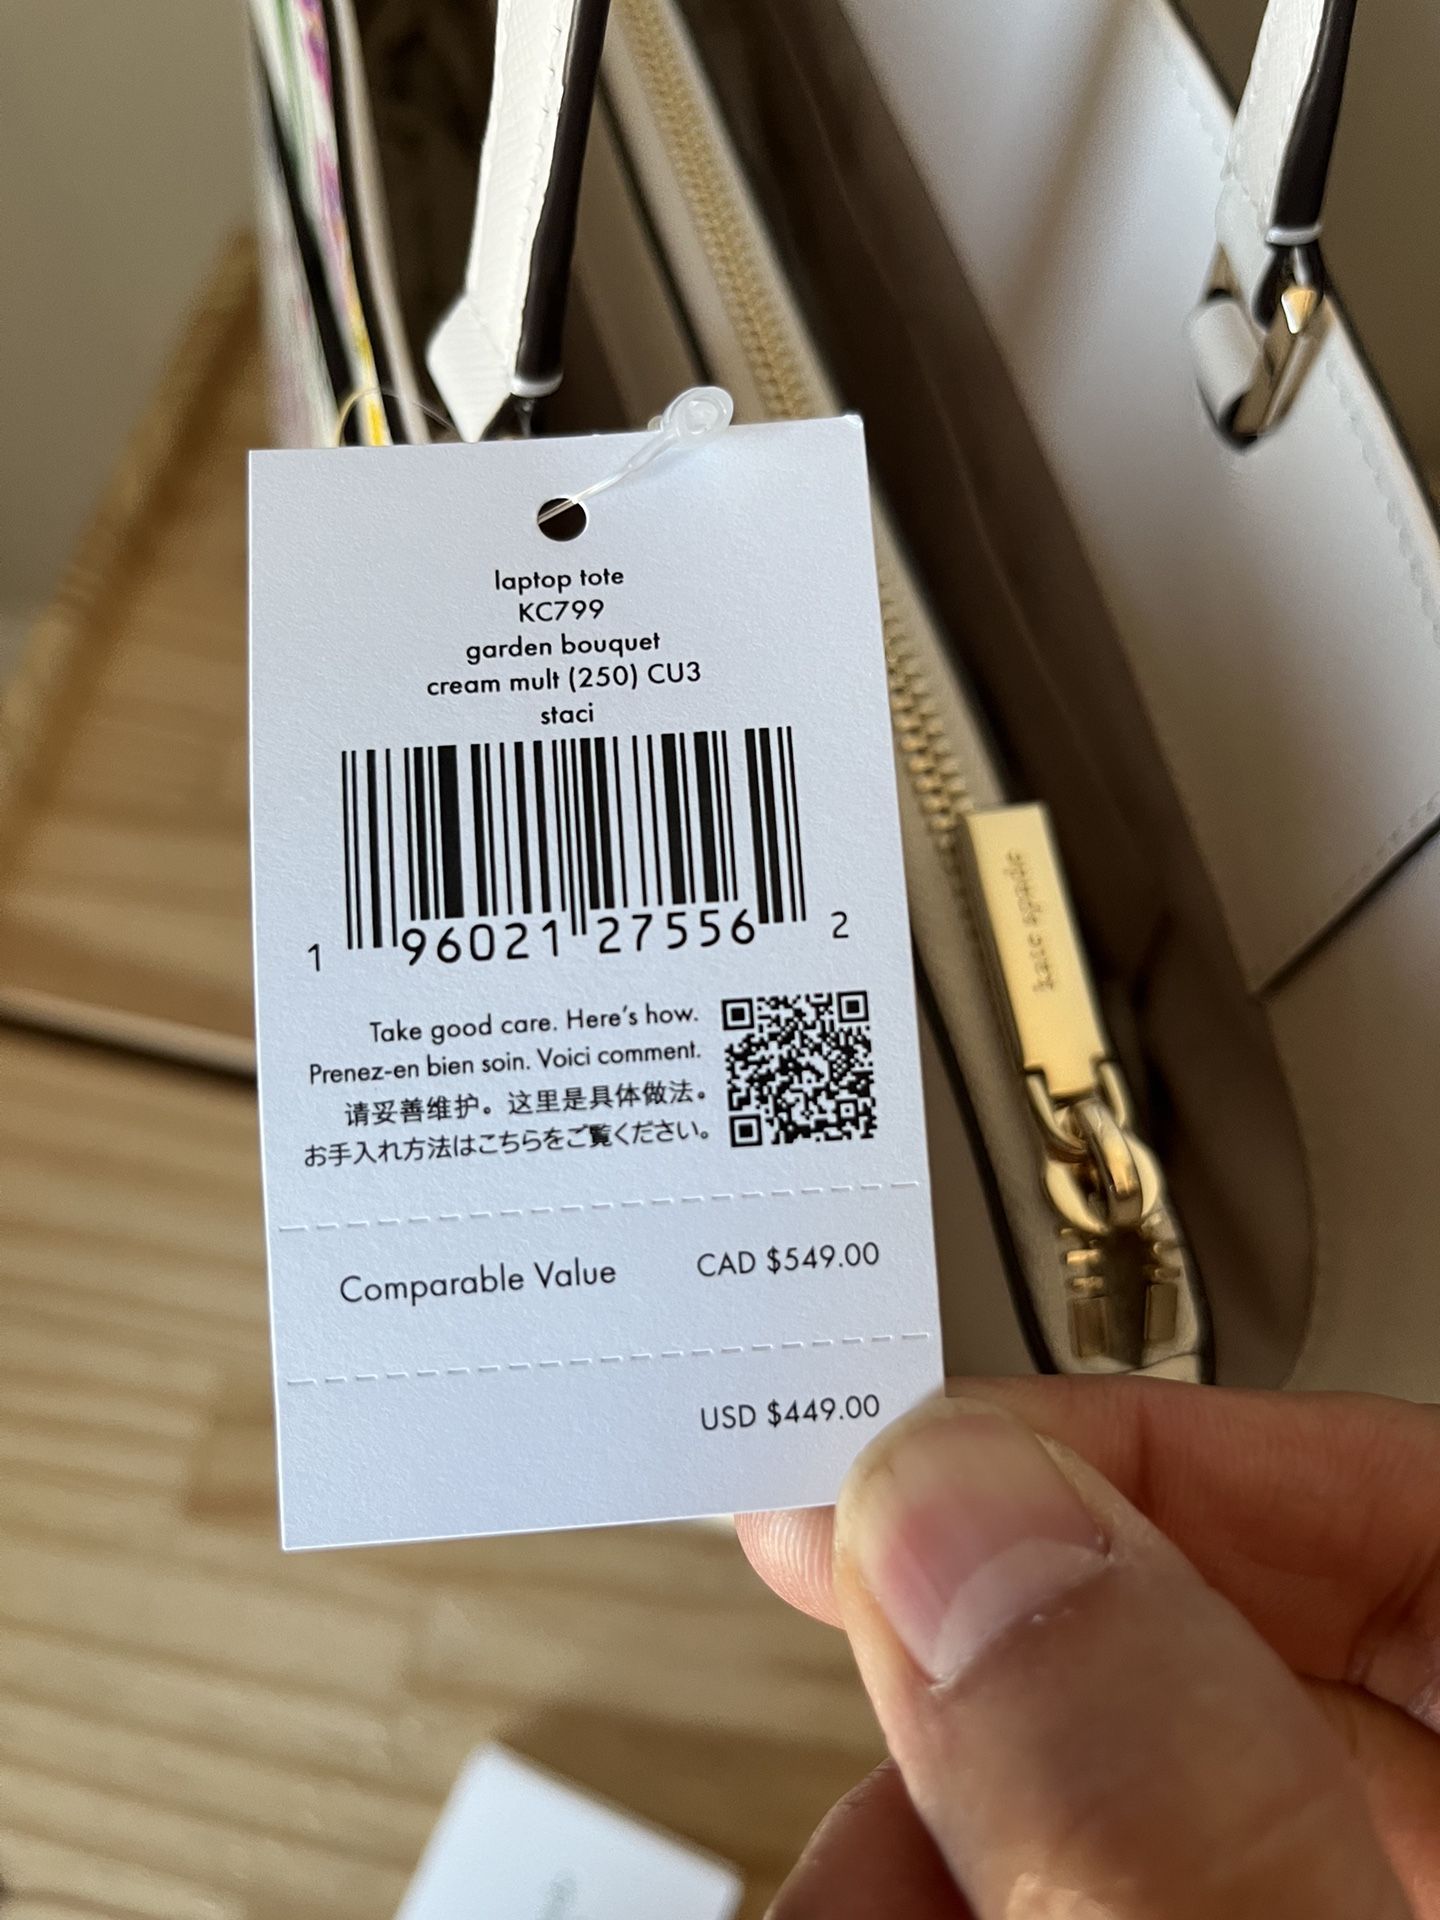 laptop tote
KC799
garden bouquet
cream mult (250) CU3
staci
1 96021 27556 2
Take good care. Here's how.
Prenez-en bien soin. Voici comment.
请妥善维护。这里是具体做法。
お手入れ方法はこちらをご覧ください。
Comparable Value CAD $549.00
USD $449.00
kate spade